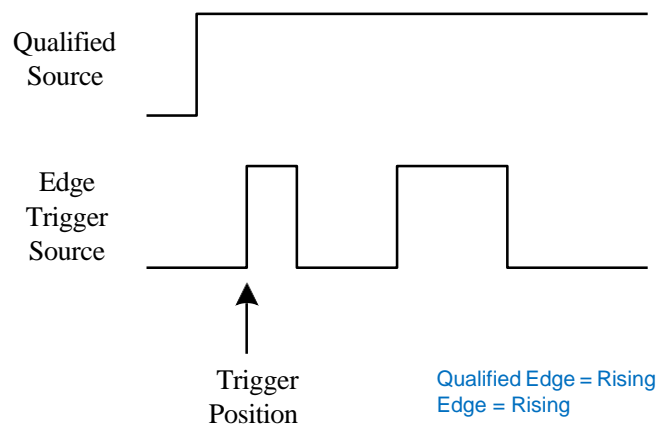 Qualified
Source
Edge
Trigger
Source
Trigger
Position
Qualified Edge = Rising
Edge = Rising